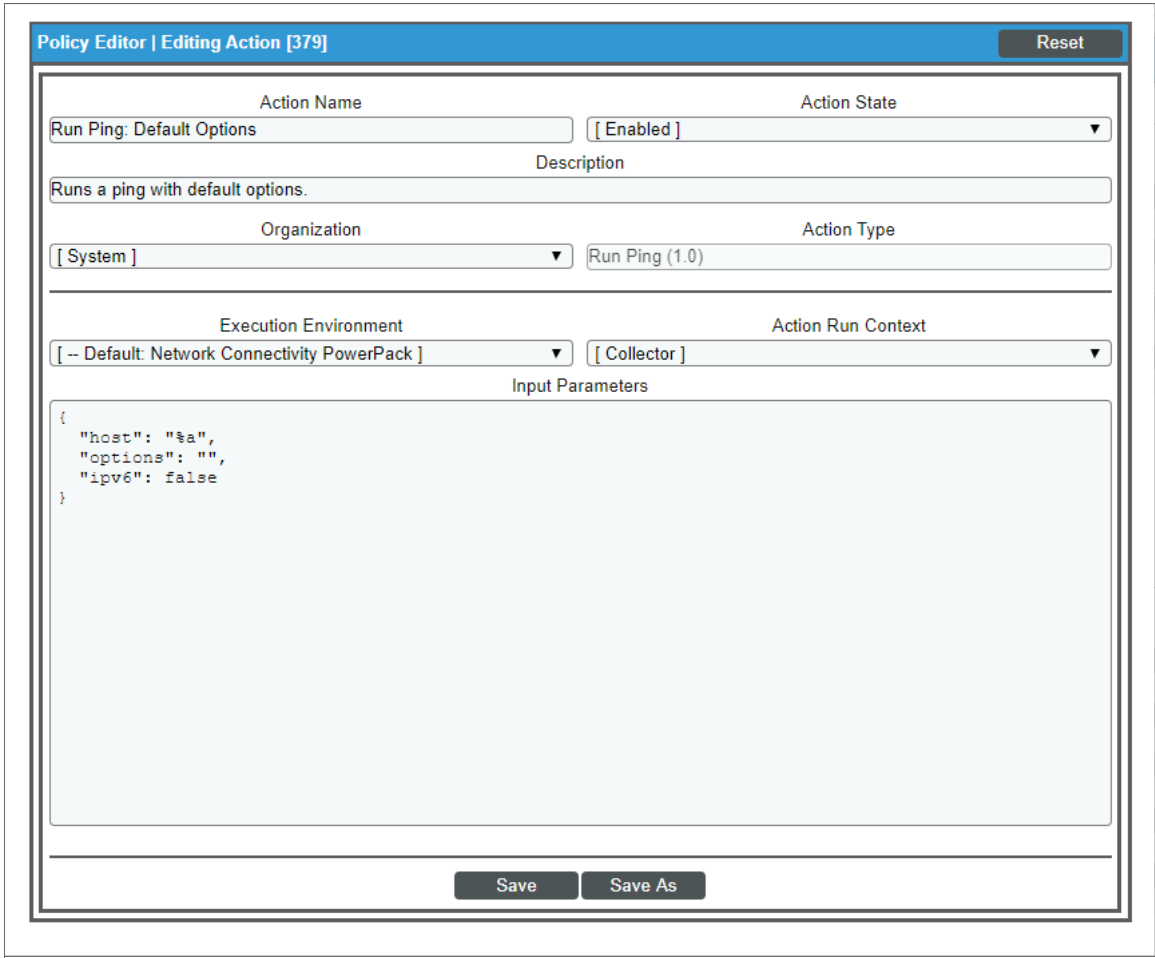 Policy Editor | Editing Action [379] Reset
Action Name Action State
Run Ping: Default Options [ Enabled ]
Description
Runs a ping with default options.
Organization Action Type
[ System ] Run Ping (1.0)
Execution Environment Action Run Context
[ -- Default: Network Connectivity PowerPack ] [ Collector ]
Input Parameters
{
  "host": "%a",
  "options": "",
  "ipv6": false
}
Save Save As